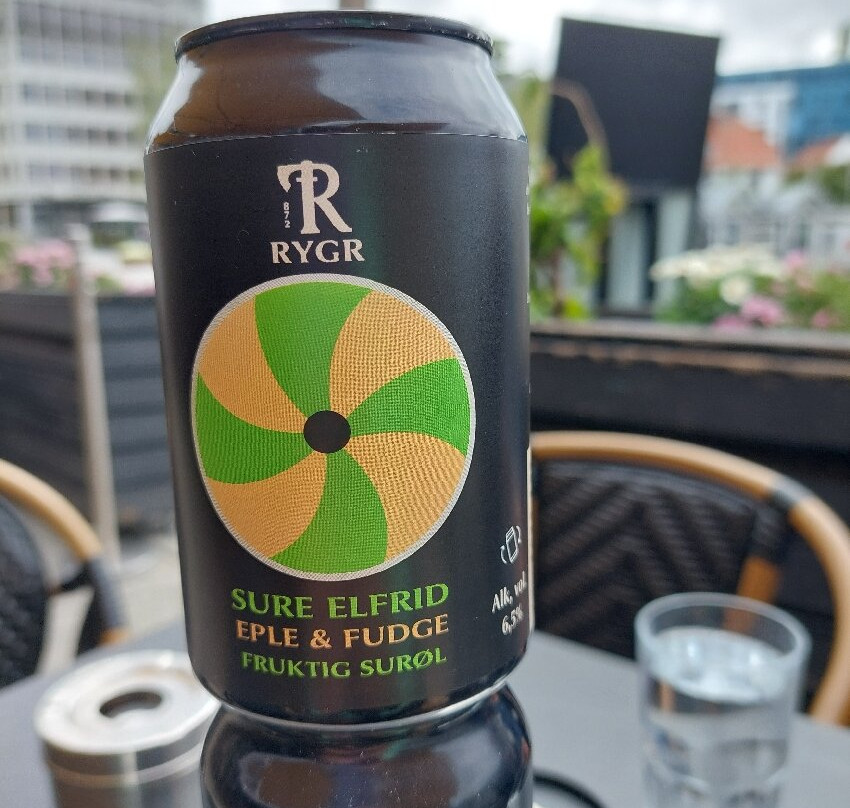 872
R
RYGR
SURE ELFRID
EPLE & FUDGE
FRUKTIG SURØL
Alk. vol.
6,5%